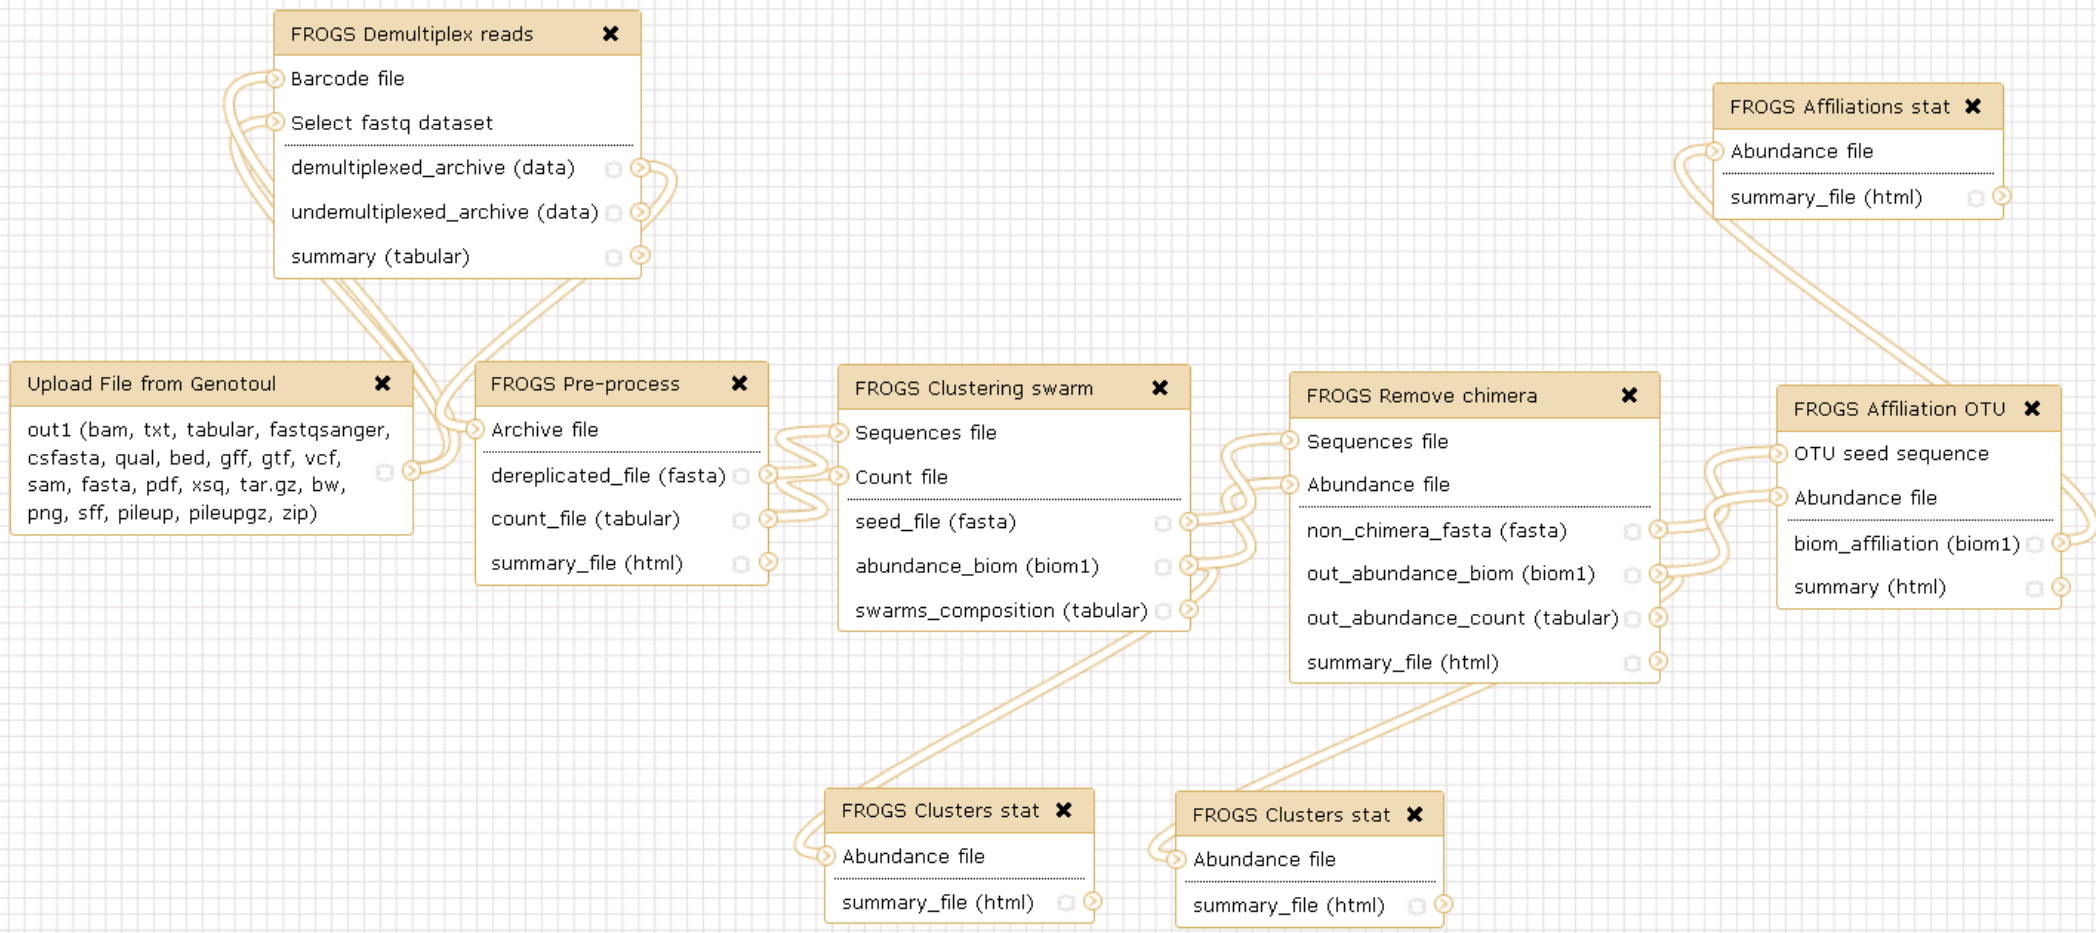 FROGS Demultiplex reads
Barcode file
Select fastq dataset
demultiplexed_archive (data)
undemultiplexed_archive (data)
summary (tabular)
FROGS Affiliations stat
Abundance file
summary_file (html)
Upload File from Genotoul
out1 (bam, txt, tabular, fastqsanger,
csfasta, qual, bed, gff, gtf, vcf,
sam, fasta, pdf, xsq, tar.gz, bw,
png, sff, pileup, pileupgz, zip)
FROGS Pre-process
Archive file
dereplicated_file (fasta)
count_file (tabular)
summary_file (html)
FROGS Clustering swarm
Sequences file
Count file
seed_file (fasta)
abundance_biom (biom1)
swarms_composition (tabular)
FROGS Remove chimera
Sequences file
Abundance file
non_chimera_fasta (fasta)
out_abundance_biom (biom1)
out_abundance_count (tabular)
summary_file (html)
FROGS Affiliation OTU
OTU seed sequence
Abundance file
biom_affiliation (biom1)
summary (html)
FROGS Clusters stat
Abundance file
summary_file (html)
FROGS Clusters stat
Abundance file
summary_file (html)